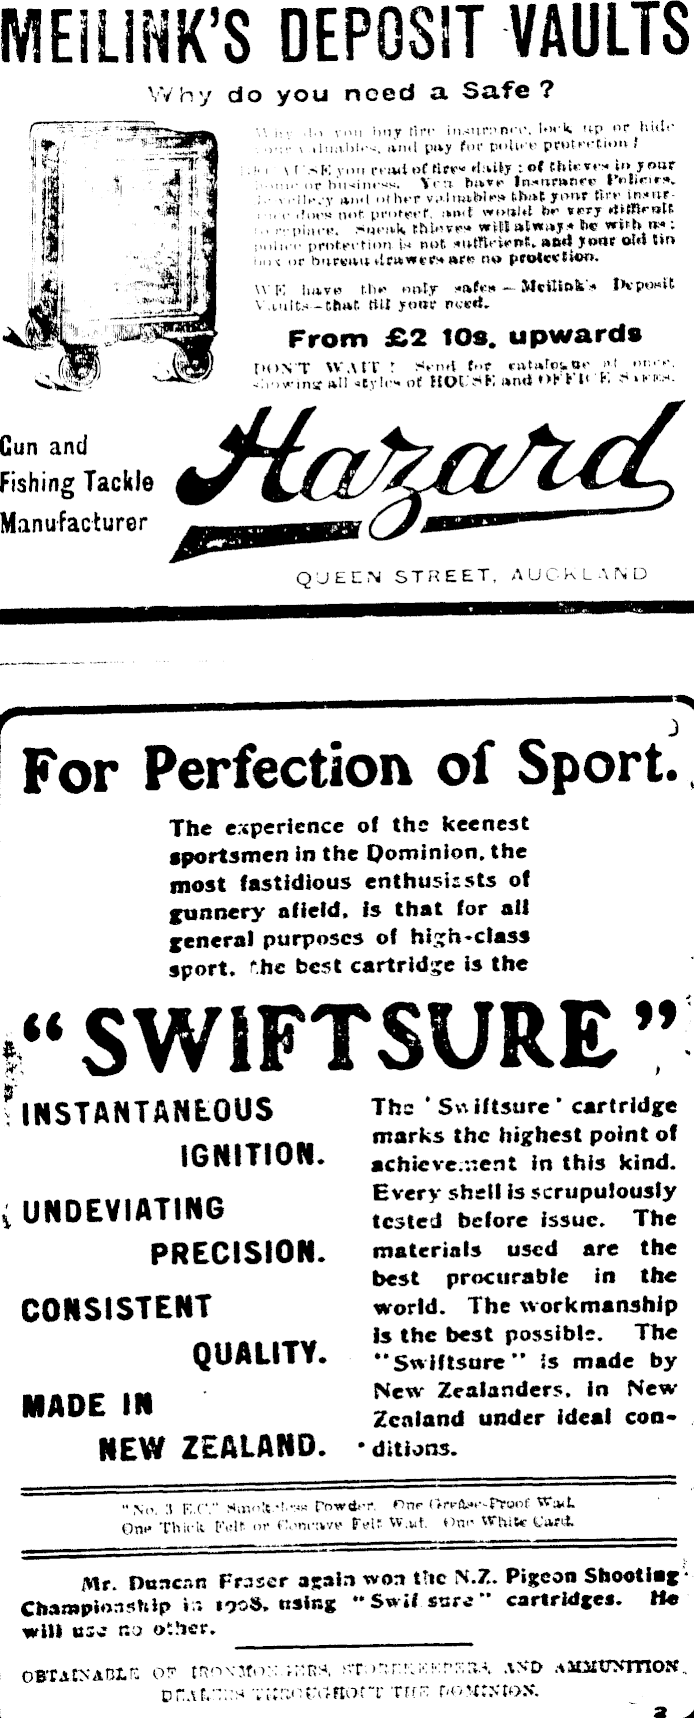 MEILINK'S DEPOSIT VAULTS
Why do you need a Safe?
Why do you buy fire insurance, lock up or hide
your valuables, and pay for police protection?
BECAUSE you read of fires daily; of thieves in your
home or business. You have Insurance Policies,
Jewellery and other valuables that your fire insur-
ance does not protect, and would be very difficult
to replace. Sneak thieves will always be with us;
police protection is not sufficient, and your old tin
box or bureau drawers are no protection.
WE have the only safes—Meilink's Deposit
Vaults—that fill your need.
From £2 10s. upwards
DON'T WAIT! Send for catalogue at once,
showing all styles of HOUSE and OFFICE SAFES.
Gun and
Fishing Tackle
Manufacturer
Hazard
QUEEN STREET, AUCKLAND
For Perfection of Sport.
The experience of the keenest
sportsmen in the Dominion, the
most fastidious enthusiasts of
gunnery afield, is that for all
general purposes of high-class
sport, the best cartridge is the
"SWIFTSURE"
INSTANTANEOUS
IGNITION.
UNDEVIATING
PRECISION.
CONSISTENT
QUALITY.
MADE IN
NEW ZEALAND.
The 'Swiftsure' cartridge
marks the highest point of
achievement in this kind.
Every shell is scrupulously
tested before issue. The
materials used are the
best procurable in the
world. The workmanship
is the best possible. The
"Swiftsure" is made by
New Zealanders, in New
Zealand under ideal con-
ditions.
"No. 3 E.C." Smokeless Powder. One Grease-Proof Wad.
One Thick Felt or Concave Felt Wad. One White Card.
Mr. Duncan Fraser again won the N.Z. Pigeon Shooting
Championship in 1908, using "Swiftsure" cartridges. He
will use no other.
OBTAINABLE OF IRONMONGERS, STOREKEEPERS, AND AMMUNITION
DEALERS THROUGHOUT THE DOMINION.
2